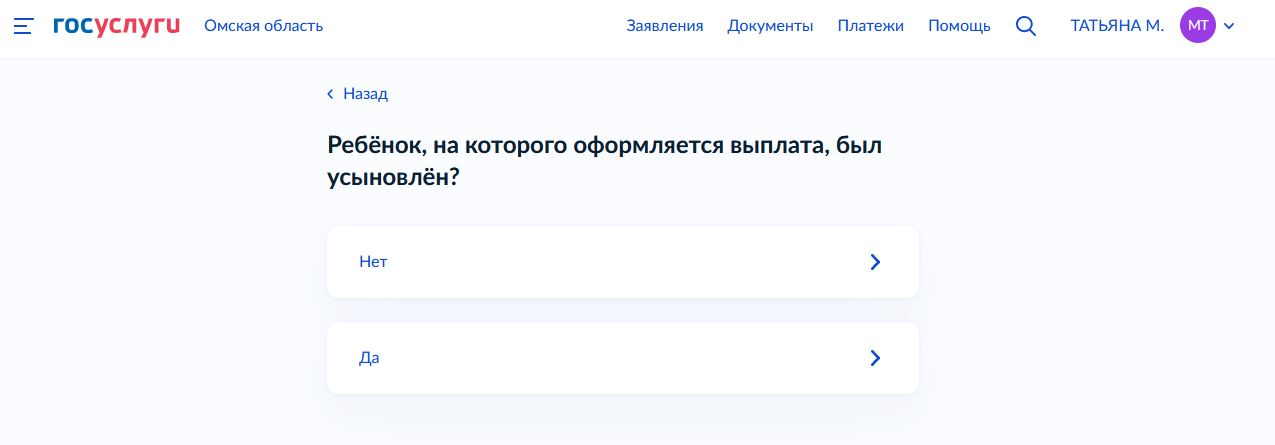 госуслуги Омская область Заявления Документы Платежи Помощь ТАТЬЯНА М. МТ
Назад
Ребёнок, на которого оформляется выплата, был
усыновлён?
Нет
Да